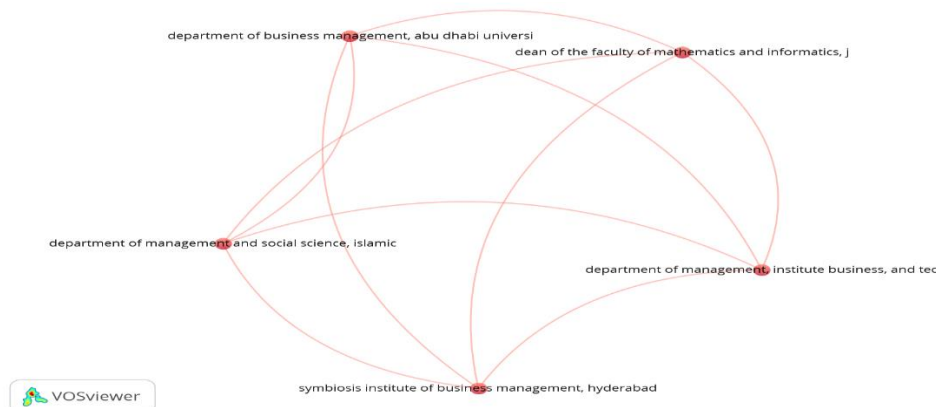 department of business management, abu dhabi universi
dean of the faculty of mathematics and informatics, j
department of management and social science, islamic
department of management, institute business, and tec
symbiosis institute of business management, hyderabad
VOSviewer